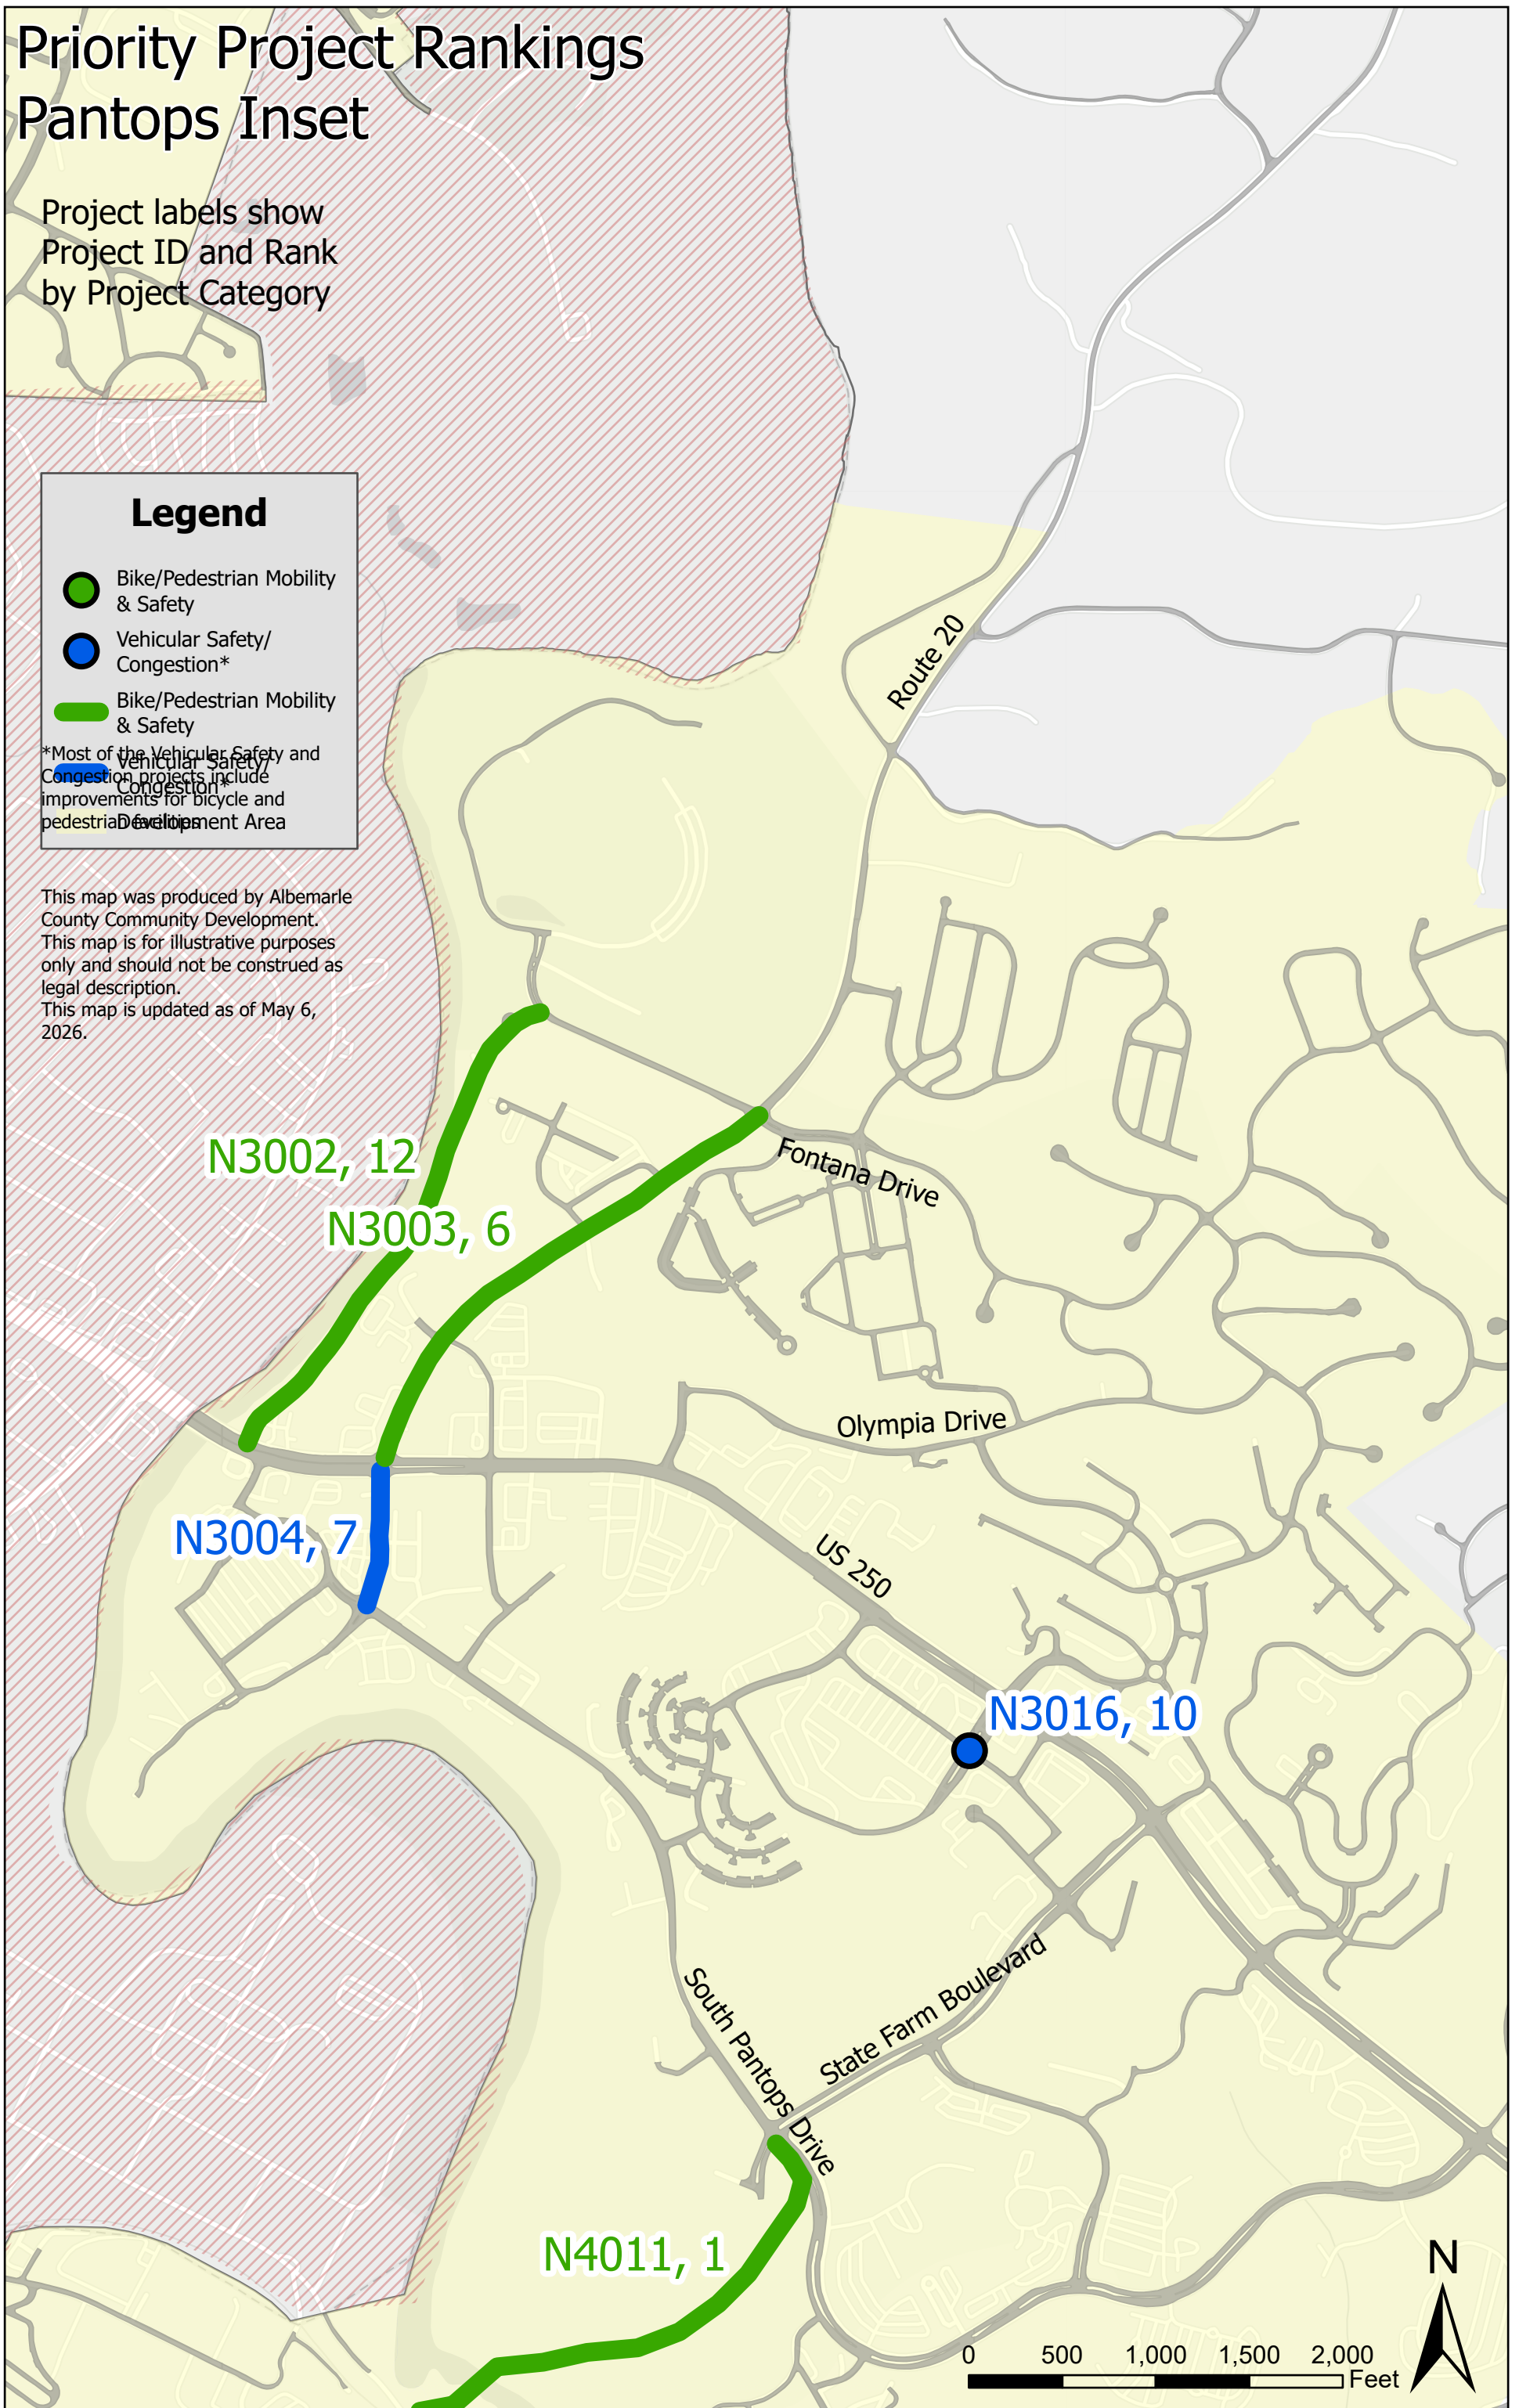 Priority Project Rankings
Pantops Inset
Project labels show
Project ID and Rank
by Project Category
Legend
Bike/Pedestrian Mobility
& Safety
Vehicular Safety/
Congestion*
Bike/Pedestrian Mobility
& Safety
Vehicular Safety/
Congestion*
Development Area
*Most of the Vehicular Safety and
Congestion projects include
improvements for bicycle and
pedestrian facilities.
This map was produced by Albemarle
County Community Development.
This map is for illustrative purposes
only and should not be construed as
legal description.
This map is updated as of May 6,
2026.
Route 20
N3002, 12
N3003, 6
Fontana Drive
Olympia Drive
N3004, 7
US 250
N3016, 10
South Pantops Drive
State Farm Boulevard
N4011, 1
N
0 500 1,000 1,500 2,000
Feet